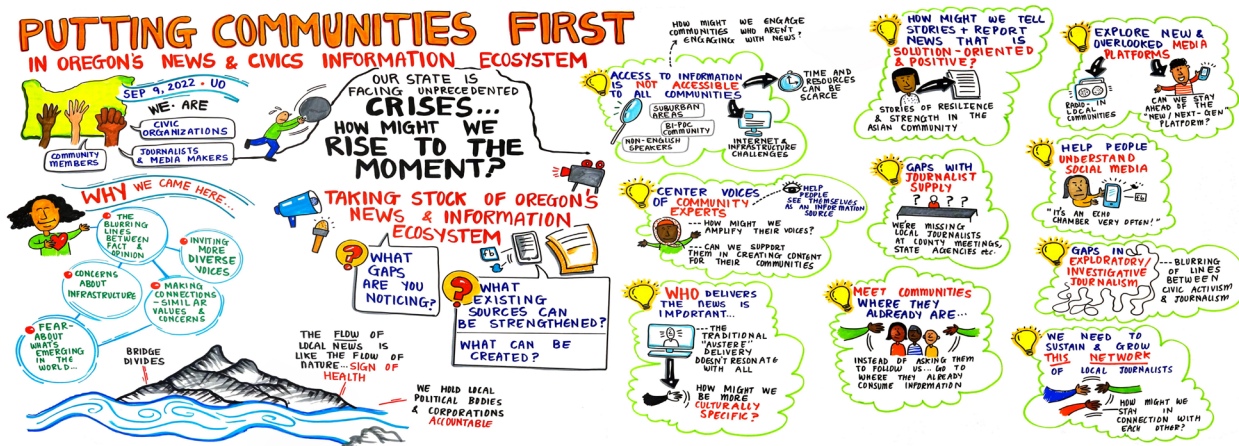 PUTTING COMMUNITIES FIRST
IN OREGON'S NEWS & CIVICS INFORMATION ECOSYSTEM
SEP 9, 2022 - UO
WE ARE
CIVIC
ORGANIZATIONS
COMMUNITY
MEMBERS
JOURNALISTS
& MEDIA MAKERS
OUR STATE IS
FACING UNPRECEDENTED
CRISES...
HOW MIGHT WE
RISE TO THE
MOMENT?
WHY WE CAME HERE...
THE
BLURRING
LINES
BETWEEN
FACT &
OPINION
INVITING
MORE
DIVERSE
VOICES
CONCERNS
ABOUT
INFRASTRUCTURE
MAKING
CONNECTIONS
- SIMILAR
VALUES &
CONCERNS
FEAR-
ABOUT
WHAT'S
EMERGING
IN THE
WORLD...
BRIDGE
DIVIDES
THE FLOW OF
LOCAL NEWS IS
LIKE THE FLOW OF
NATURE... SIGN OF
HEALTH
WE HOLD LOCAL
POLITICAL BODIES
& CORPORATIONS
ACCOUNTABLE
TAKING STOCK OF OREGON'S
NEWS & INFORMATION
ECOSYSTEM
?
WHAT
GAPS
ARE YOU
NOTICING?
fb
?
WHAT
EXISTING
SOURCES CAN
BE STRENGTHENED?
WHAT CAN BE
CREATED?
HOW MIGHT WE ENGAGE
COMMUNITIES WHO AREN'T
ENGAGING WITH NEWS?
ACCESS TO INFORMATION
IS NOT ACCESSIBLE
TO ALL COMMUNITIES
TIME AND
RESOURCES
CAN BE
SCARCE
SUBURBAN
AREAS
BI-POC
COMMUNITY
NON-ENGLISH
SPEAKERS
INTERNET &
INFRASTRUCTURE
CHALLENGES
CENTER VOICES
OF COMMUNITY
EXPERTS
HELP
PEOPLE
SEE THEMSELVES
AS AN INFORMATION
SOURCE
HOW MIGHT WE
AMPLIFY THEIR VOICES?
CAN WE SUPPORT
THEM IN CREATING CONTENT
FOR THEIR COMMUNITIES
WHO DELIVERS
THE NEWS IS
IMPORTANT...
THE
TRADITIONAL
"AUSTERE"
DELIVERY
DOESN'T RESONATE
WITH ALL
HOW MIGHT WE
BE MORE
CULTURALLY
SPECIFIC?
HOW MIGHT WE TELL
STORIES + REPORT
NEWS THAT IS
SOLUTION-ORIENTED
& POSITIVE?
STORIES OF RESILIENCE
& STRENGTH IN THE
ASIAN COMMUNITY
GAPS WITH
JOURNALIST
SUPPLY
? ? ?
WE'RE MISSING
LOCAL JOURNALISTS
AT COUNTY MEETINGS,
STATE AGENCIES etc.
MEET COMMUNITIES
WHERE THEY
ALDREADY ARE...
INSTEAD OF ASKING THEM
TO FOLLOW US... GO TO
WHERE THEY ALREADY
CONSUME INFORMATION
EXPLORE NEW &
OVERLOOKED MEDIA
PLATFORMS
RADIO - IN
LOCAL
COMMUNITIES
CAN WE STAY
AHEAD OF THE
"NEW / NEXT-GEN
PLATFORM?
HELP PEOPLE
UNDERSTAND
SOCIAL MEDIA
fb
"IT'S AN ECHO
CHAMBER VERY OFTEN!"
GAPS IN
EXPLORATORY/
INVESTIGATIVE
JOURNALISM
BLURRING
OF LINES
BETWEEN
CIVIC ACTIVISM
& JOURNALISM
WE NEED TO
SUSTAIN & GROW
THIS NETWORK
OF LOCAL JOURNALISTS
HOW MIGHT WE
STAY IN
CONNECTION WITH
EACH OTHER?